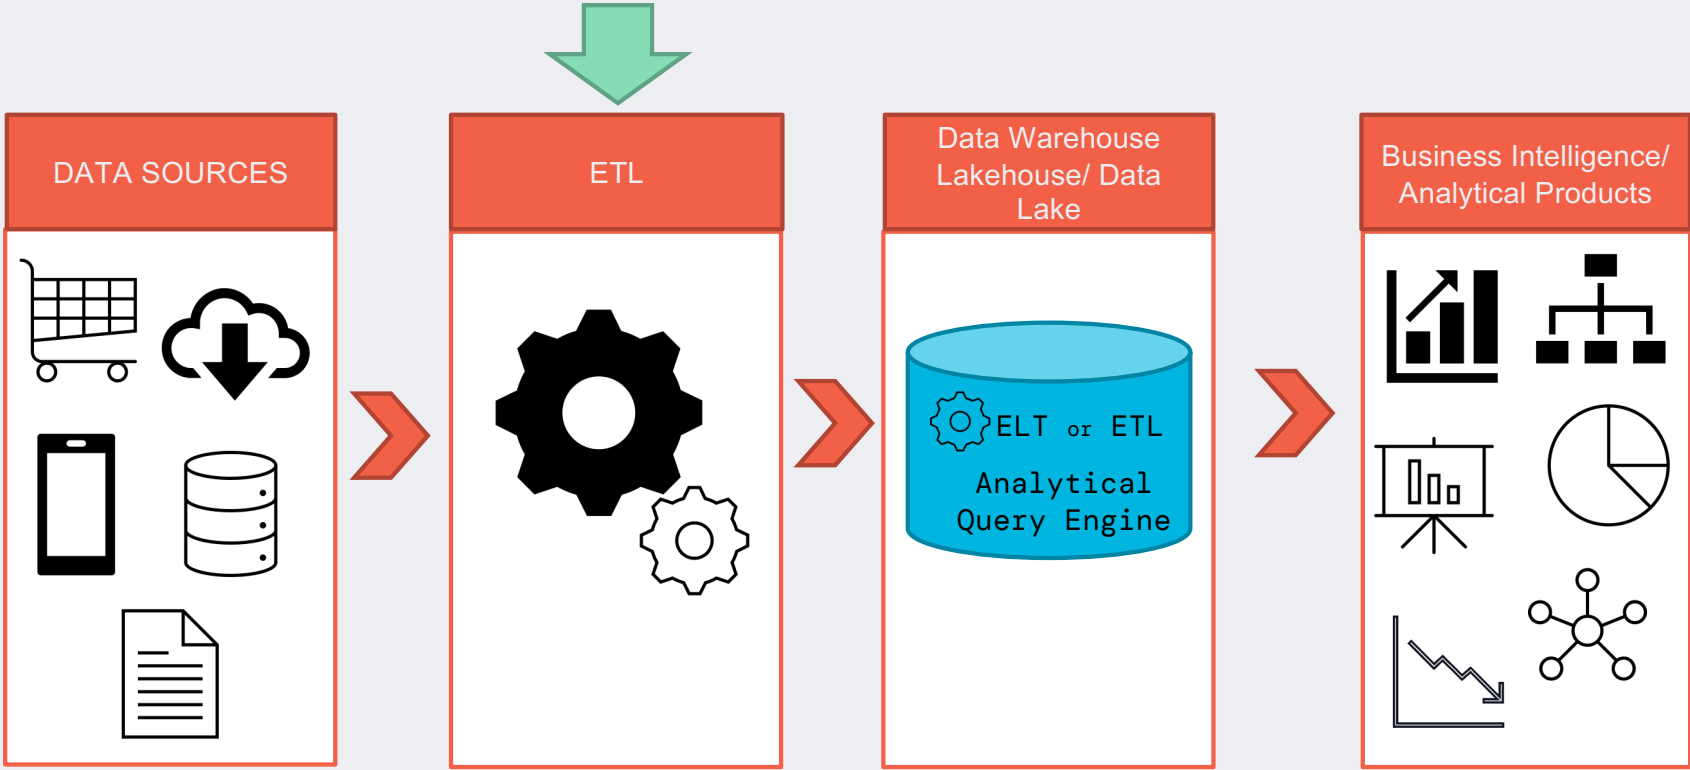 DATA SOURCES
ETL
Data Warehouse
Lakehouse/ Data
Lake
Business Intelligence/
Analytical Products
ELT or ETL
Analytical
Query Engine